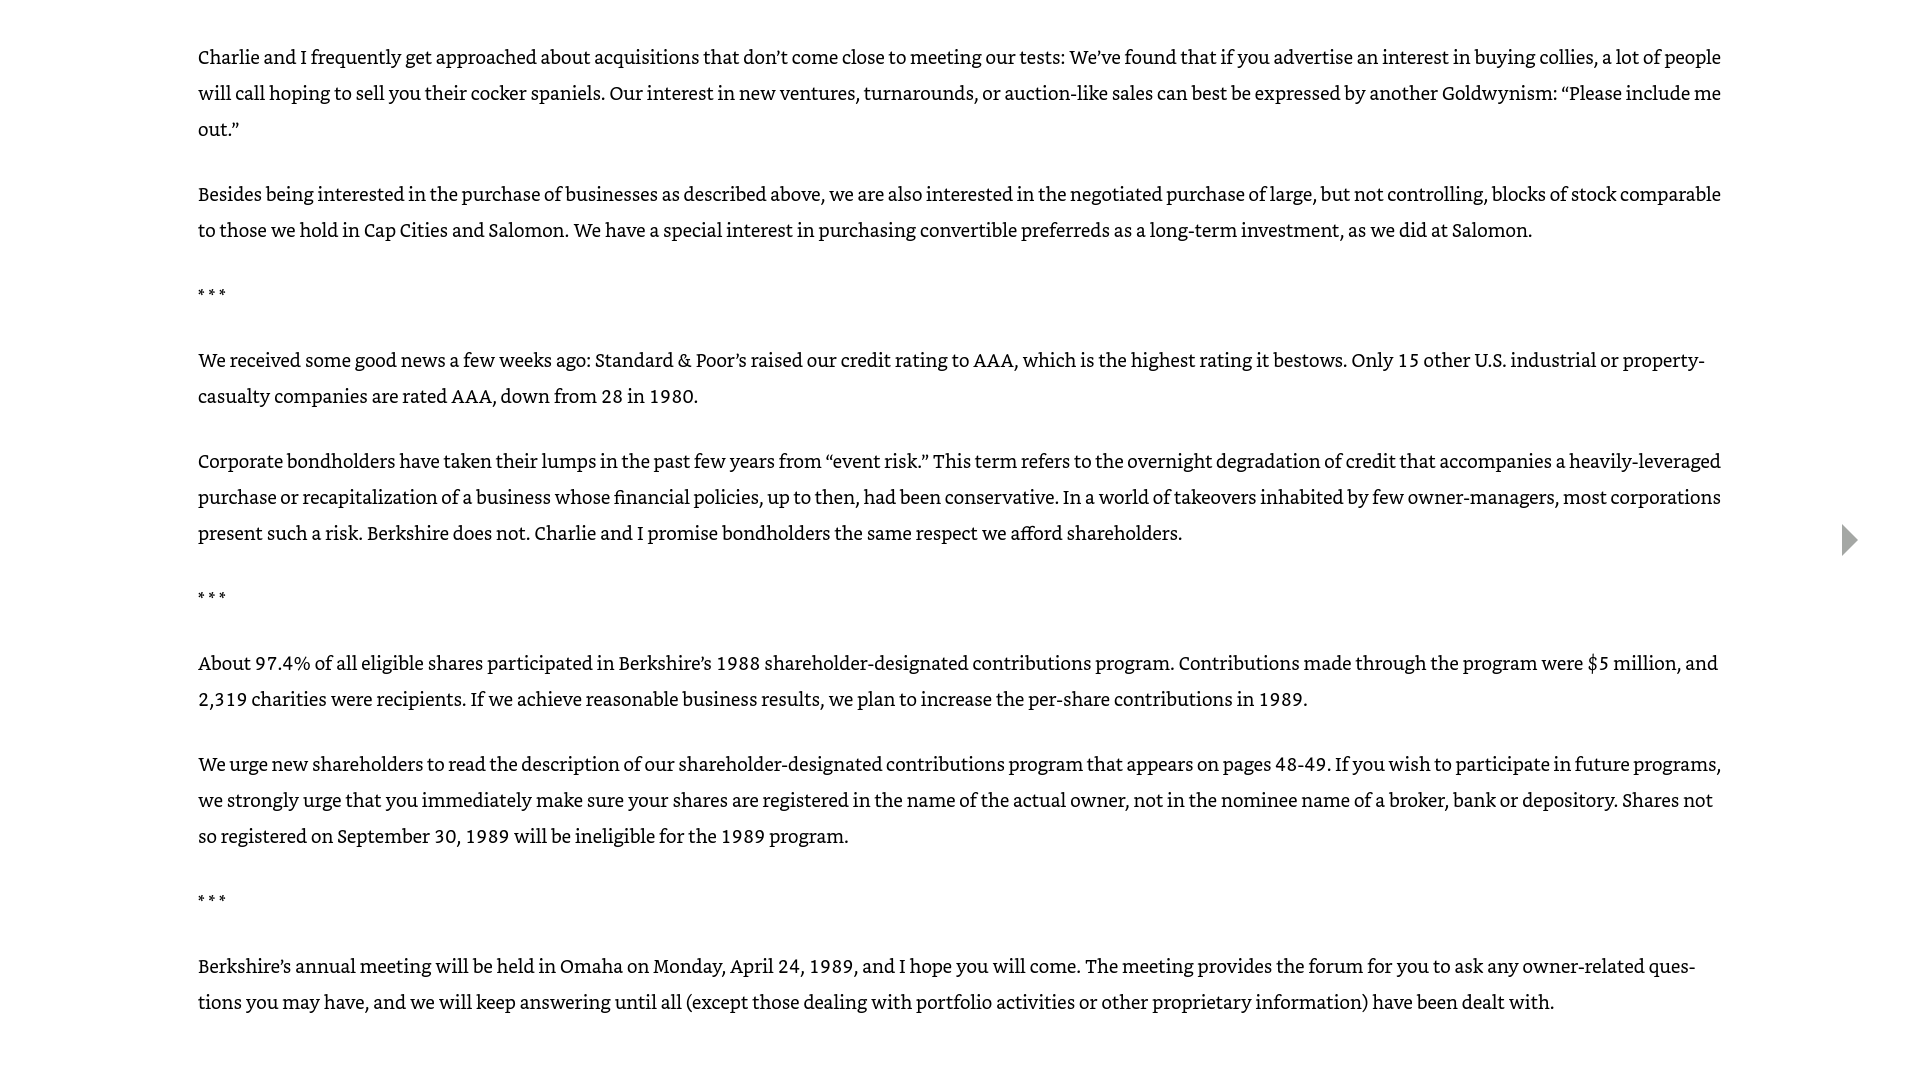 Charlie and I frequently get approached about acquisitions that don’t come close to meeting our tests: We’ve found that if you advertise an interest in buying collies, a lot of people
will call hoping to sell you their cocker spaniels. Our interest in new ventures, turnarounds, or auction-like sales can best be expressed by another Goldwynism: “Please include me
out.”
Besides being interested in the purchase of businesses as described above, we are also interested in the negotiated purchase of large, but not controlling, blocks of stock comparable
to those we hold in Cap Cities and Salomon. We have a special interest in purchasing convertible preferreds as a long-term investment, as we did at Salomon.
* * *
We received some good news a few weeks ago: Standard & Poor’s raised our credit rating to AAA, which is the highest rating it bestows. Only 15 other U.S. industrial or property-
casualty companies are rated AAA, down from 28 in 1980.
Corporate bondholders have taken their lumps in the past few years from “event risk.” This term refers to the overnight degradation of credit that accompanies a heavily-leveraged
purchase or recapitalization of a business whose financial policies, up to then, had been conservative. In a world of takeovers inhabited by few owner-managers, most corporations
present such a risk. Berkshire does not. Charlie and I promise bondholders the same respect we afford shareholders.
* * *
About 97.4% of all eligible shares participated in Berkshire’s 1988 shareholder-designated contributions program. Contributions made through the program were $5 million, and
2,319 charities were recipients. If we achieve reasonable business results, we plan to increase the per-share contributions in 1989.
We urge new shareholders to read the description of our shareholder-designated contributions program that appears on pages 48-49. If you wish to participate in future programs,
we strongly urge that you immediately make sure your shares are registered in the name of the actual owner, not in the nominee name of a broker, bank or depository. Shares not
so registered on September 30, 1989 will be ineligible for the 1989 program.
* * *
Berkshire’s annual meeting will be held in Omaha on Monday, April 24, 1989, and I hope you will come. The meeting provides the forum for you to ask any owner-related ques-
tions you may have, and we will keep answering until all (except those dealing with portfolio activities or other proprietary information) have been dealt with.